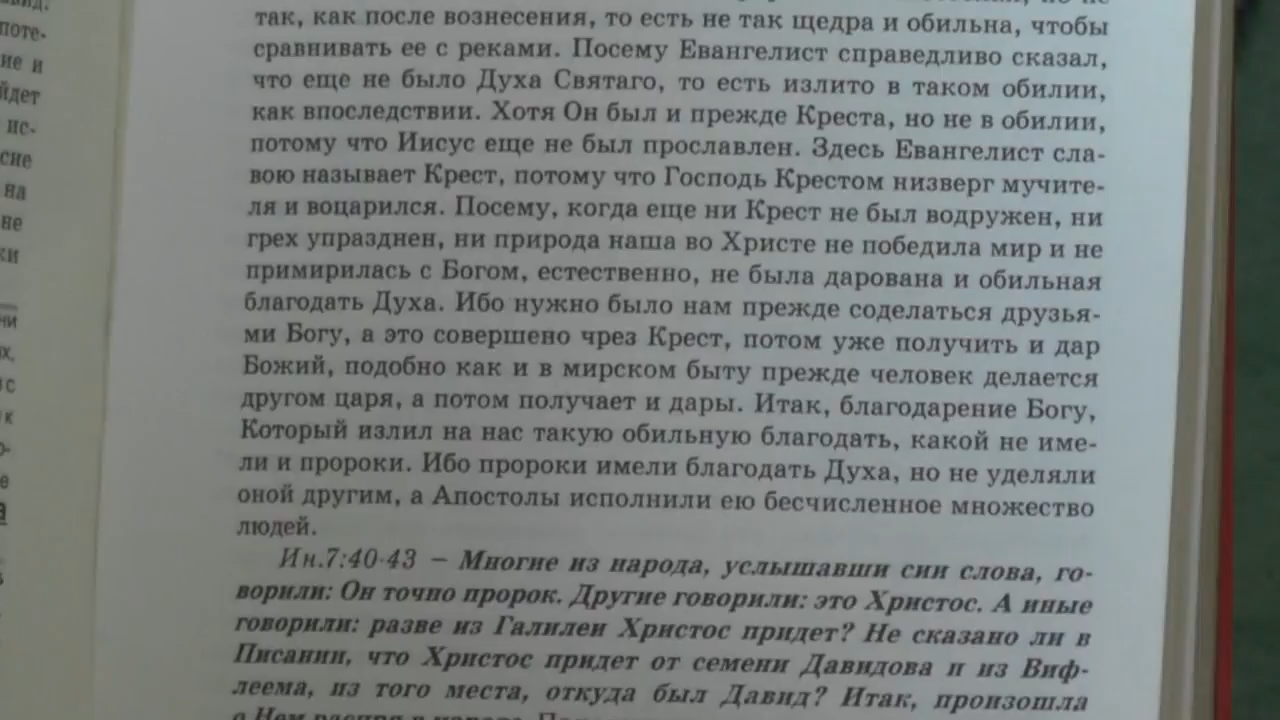 так, как после вознесения, то есть не так щедра и обильна, чтобы
сравнивать ее с реками. Посему Евангелист справедливо сказал,
что еще не было Духа Святаго, то есть излито в таком обилии,
как впоследствии. Хотя Он был и прежде Креста, но не в обилии,
потому что Иисус еще не был прославлен. Здесь Евангелист сла-
вою называет Крест, потому что Господь Крестом низверг мучите-
ля и воцарился. Посему, когда еще ни Крест не был водружен, ни
грех упразднен, ни природа наша во Христе не победила мир и не
примирилась с Богом, естественно, не была дарована и обильная
благодать Духа. Ибо нужно было нам прежде соделаться друзья-
ми Богу, а это совершено чрез Крест, потом уже получить и дар
Божий, подобно как и в мирском быту прежде человек делается
другом царя, а потом получает и дары. Итак, благодарение Богу,
Который излил на нас такую обильную благодать, какой не име-
ли и пророки. Ибо пророки имели благодать Духа, но не уделяли
оной другим, а Апостолы исполнили ею бесчисленное множество
людей.
Ин.7:40-43 – Многие из народа, услышавши сии слова, го-
ворили: Он точно пророк. Другие говорили: это Христос. А иные
говорили: разве из Галилеи Христос придет? Не сказано ли в
Писании, что Христос придет от семени Давидова и из Виф-
леема, из того места, откуда был Давид? Итак, произошла